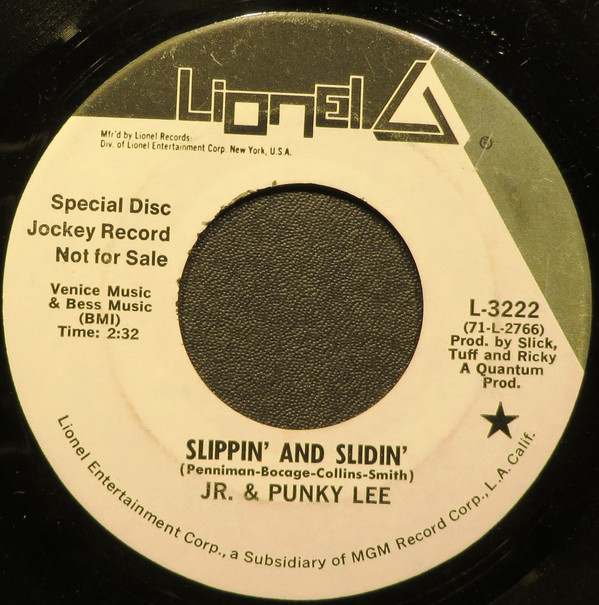 Lionel
Mfr'd by Lionel Records:
Div. of Lionel Entertainment Corp. New York, U.S.A.
℗
Special Disc
Jockey Record
Not for Sale
Venice Music
& Bess Music
(BMI)
Time: 2:32
L-3222
(71-L-2766)
Prod. by Slick,
Tuff and Ricky
A Quantum
Prod.
SLIPPIN' AND SLIDIN'
(Penniman-Bocage-Collins-Smith)
JR. & PUNKY LEE
Lionel Entertainment Corp., a Subsidiary of MGM Record Corp., L.A. Calif.